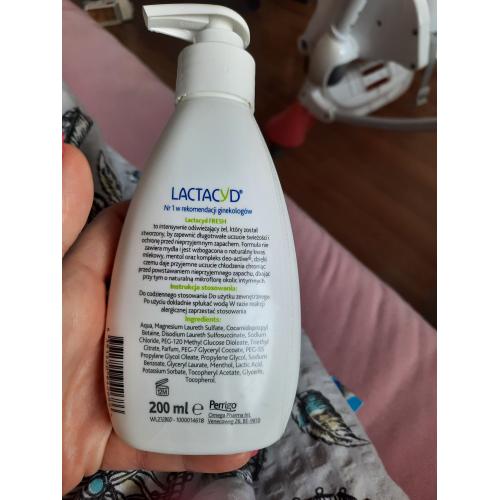 LACTACYD®
Nr 1 w rekomendacji ginekologów
Lactacyd FRESH
to intensywnie odświeżający żel, który został
stworzony, by zapewnić długotrwałe uczucie świeżości i
ochronę przed nieprzyjemnym zapachem. Formuła nie
zawiera mydła i jest wzbogacona o naturalny kwas
mlekowy, mentol oraz kompleks deo-active®, dzięki
czemu daje przyjemne uczucie chłodzenia chroniąc
przed powstawaniem nieprzyjemnego zapachu, dbając
przy tym o naturalną mikroflorę okolic intymnych.
Instrukcja stosowania:
Do codziennego stosowania Do użytku zewnętrznego.
Po użyciu dokładnie spłukać wodą W razie reakcji
alergicznej zaprzestać stosowania
Ingredients:
Aqua, Magnesium Laureth Sulfate, Cocamidopropyl
Betaine, Disodium Laureth Sulfosuccinate, Sodium
Chloride, PEG-120 Methyl Glucose Dioleate, Triethyl
Citrate, Parfum, PEG-7 Glyceryl Cocoate, PEG-55
Propylene Glycol Oleate, Propylene Glycol, Sodium
Benzoate, Glyceryl Laurate, Menthol, Lactic Acid,
Potassium Sorbate, Tocopheryl Acetate, Glycerin,
Tocopherol.
12M
200 ml e
Perrigo
Omega Pharma Int.
Venecoweg 26, BE-9810